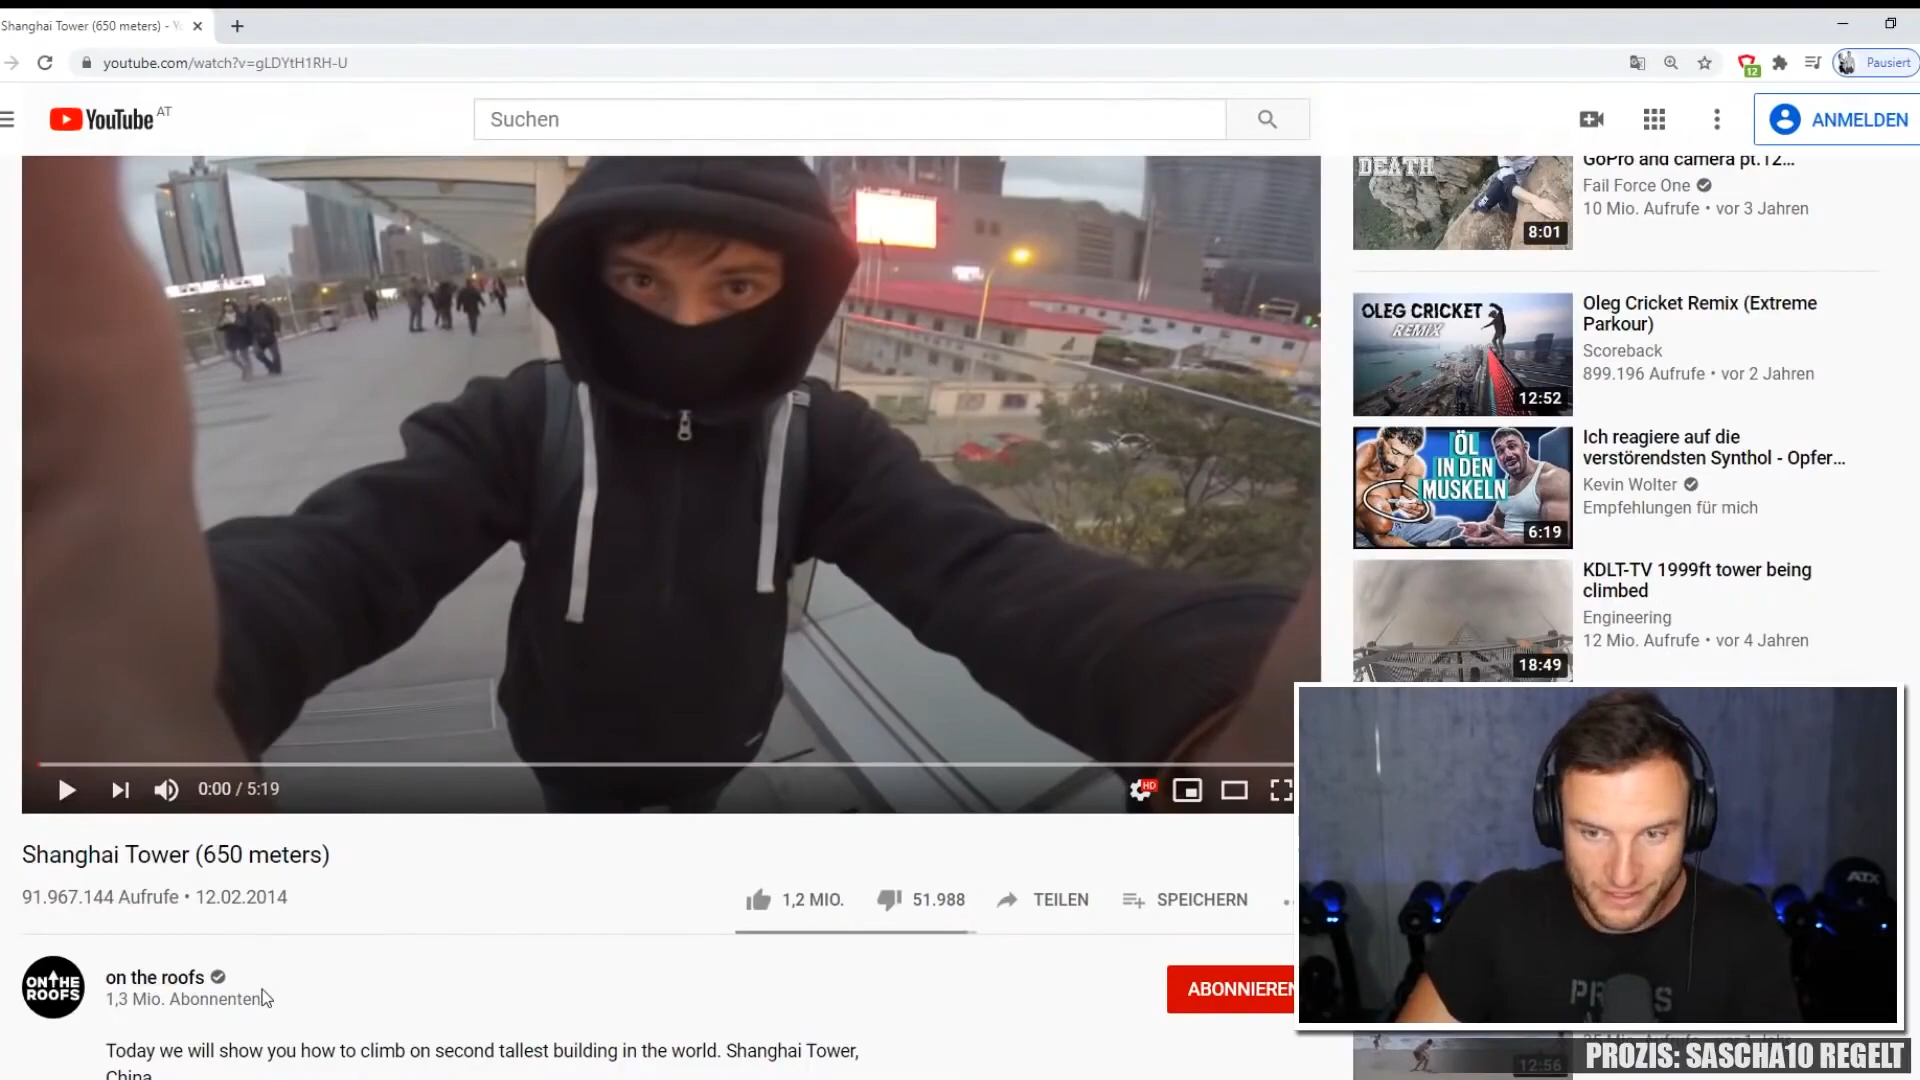 Shanghai Tower (650 meters) - Yo
youtube.com/watch?v=gLDYtH1RH-U
12
Pausiert
YouTube AT
Suchen
ANMELDEN
DEATH
8:01
GoPro and camera pt.12...
Fail Force One
10 Mio. Aufrufe • vor 3 Jahren
OLEG CRICKET
REMIX
12:52
Oleg Cricket Remix (Extreme
Parkour)
Scoreback
899.196 Aufrufe • vor 2 Jahren
ÖL
IN DEN
MUSKELN
6:19
Ich reagiere auf die
verstörendsten Synthol - Opfer...
Kevin Wolter
Empfehlungen für mich
18:49
KDLT-TV 1999ft tower being
climbed
Engineering
12 Mio. Aufrufe • vor 4 Jahren
0:00 / 5:19
HD
Shanghai Tower (650 meters)
91.967.144 Aufrufe • 12.02.2014
1,2 MIO.
51.988
TEILEN
SPEICHERN
ON THE
ROOFS
on the roofs
1,3 Mio. Abonnenten
ABONNIEREN
Today we will show you how to climb on second tallest building in the world. Shanghai Tower,
China
ATX
12:56
PROZIS: SASCHA10 REGELT